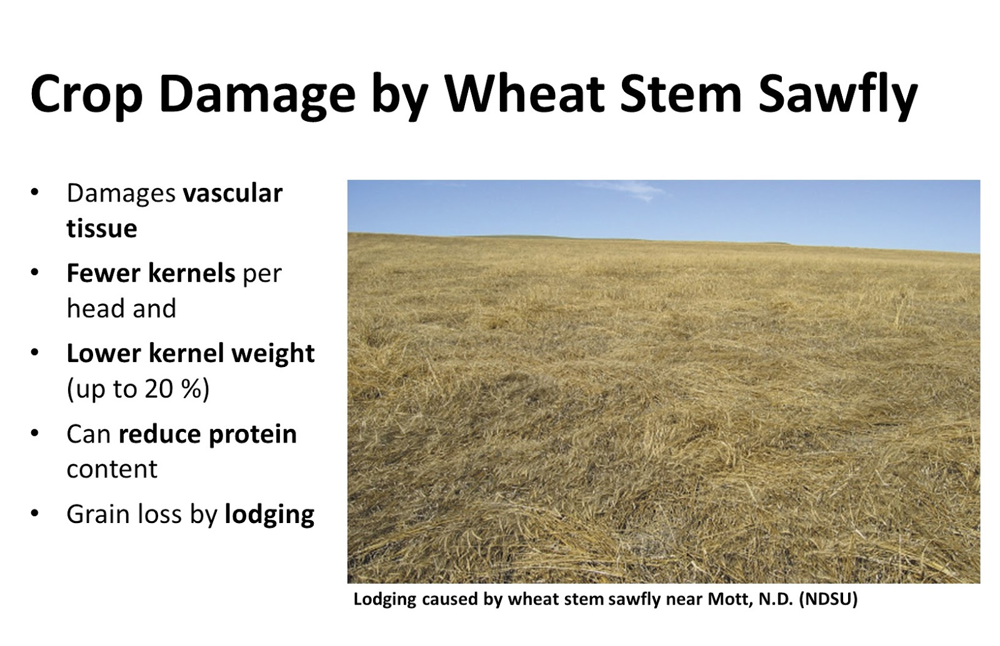 Crop Damage by Wheat Stem Sawfly
• Damages vascular
tissue
• Fewer kernels per
head and
• Lower kernel weight
(up to 20 %)
• Can reduce protein
content
• Grain loss by lodging
Lodging caused by wheat stem sawfly near Mott, N.D. (NDSU)